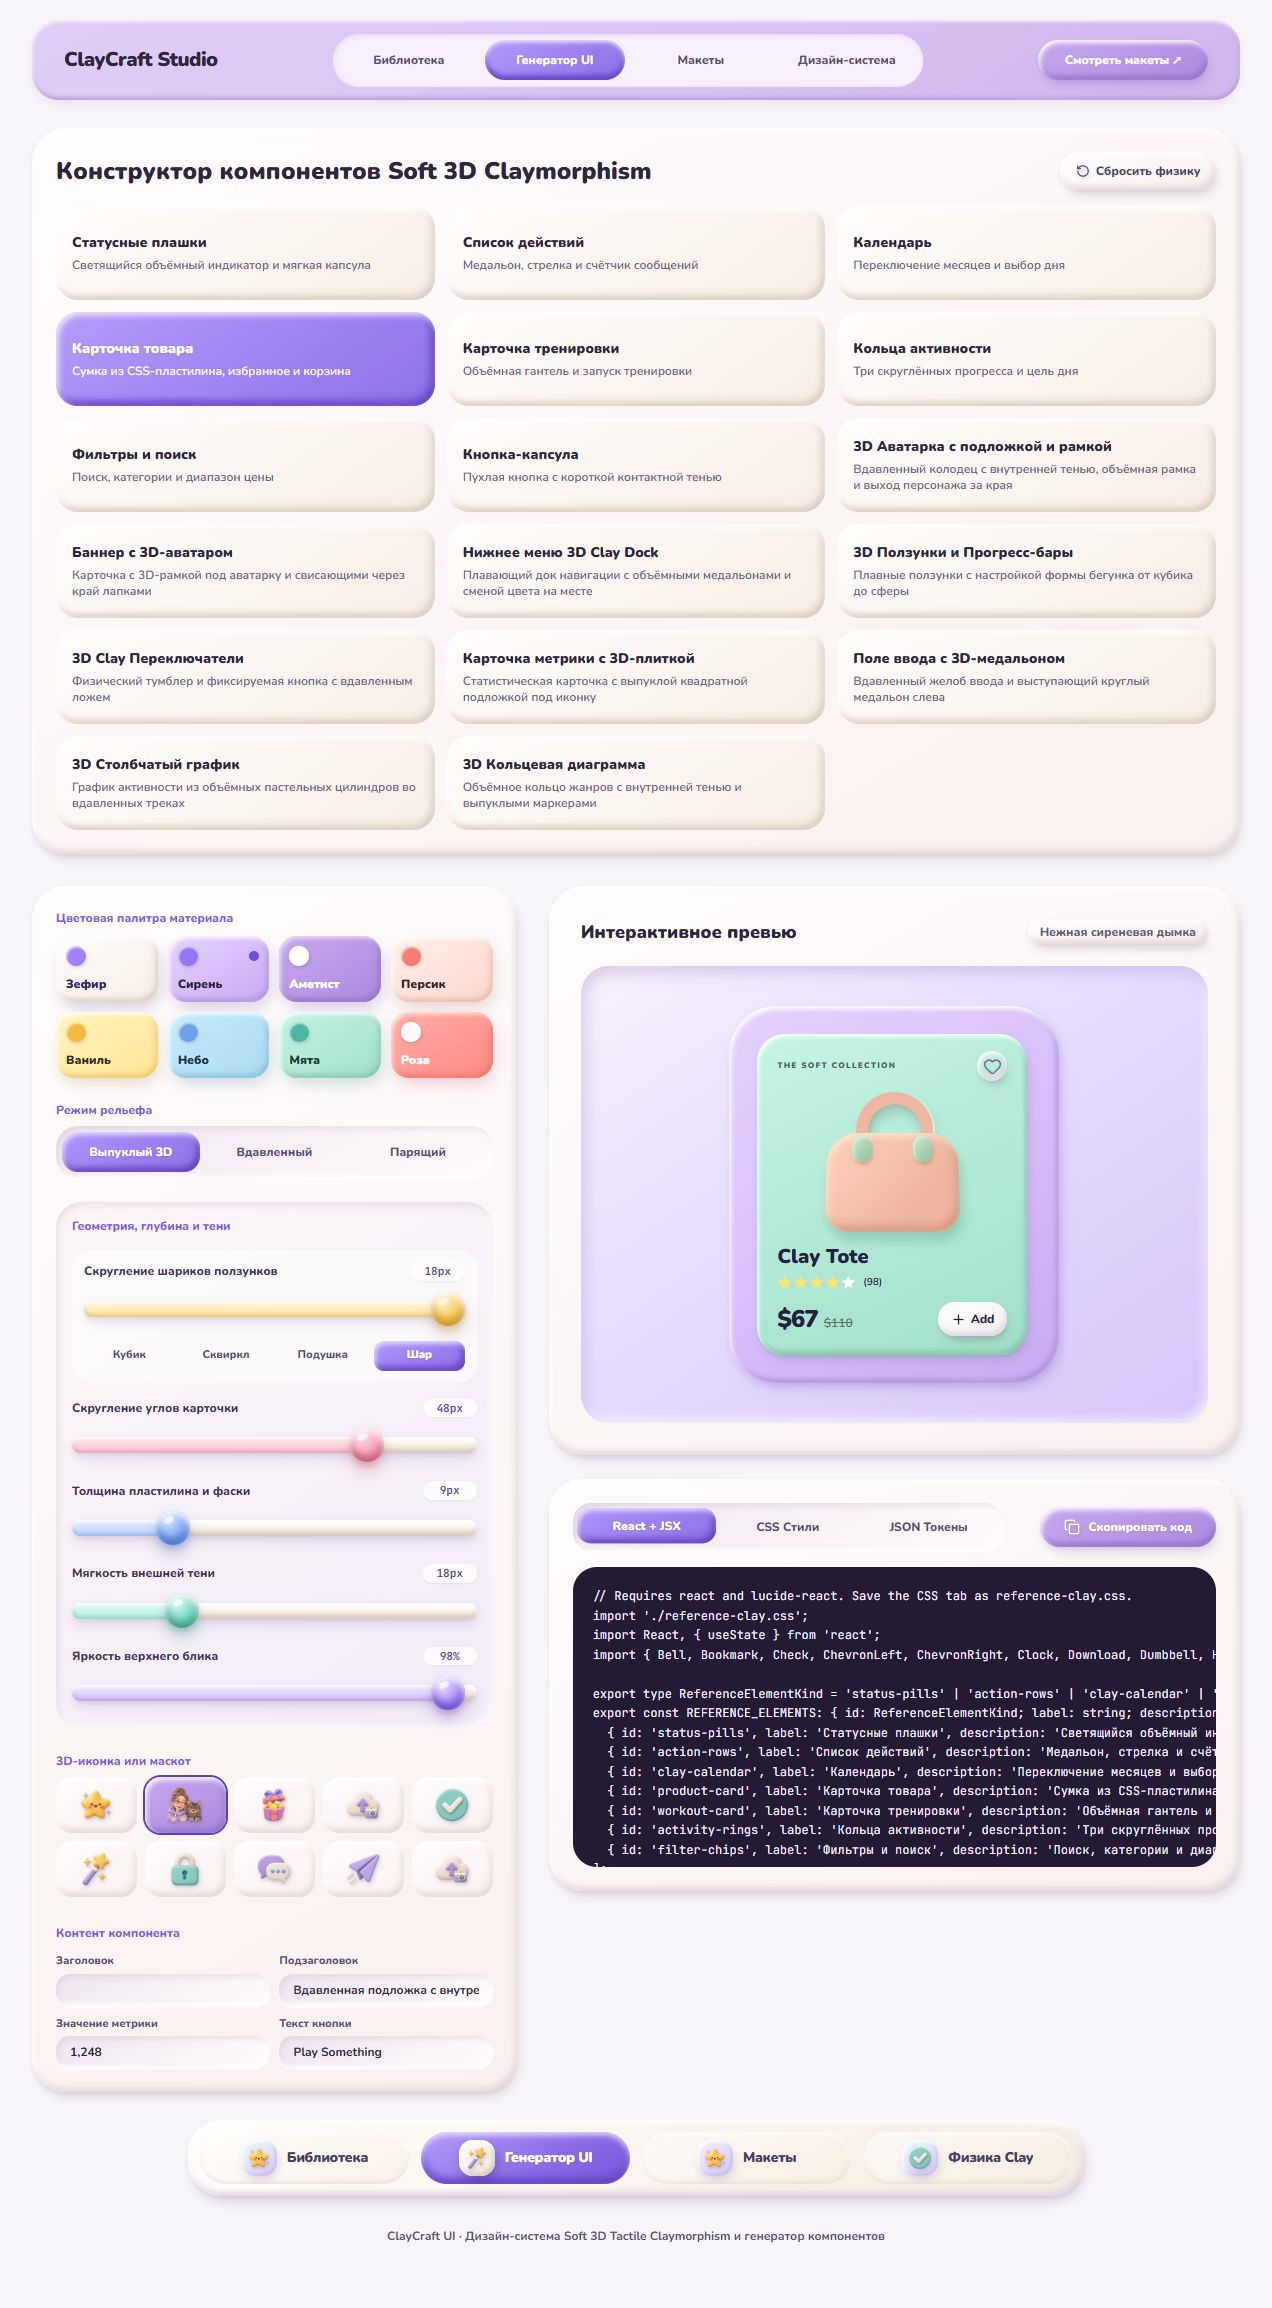 ClayCraft Studio
Библиотека
Генератор UI
Макеты
Дизайн-система
Смотреть макеты ↗
Конструктор компонентов Soft 3D Claymorphism
Сбросить физику
Статусные плашки
Светящийся объёмный индикатор и мягкая капсула
Список действий
Медальон, стрелка и счётчик сообщений
Календарь
Переключение месяцев и выбор дня
Карточка товара
Сумка из CSS-пластилина, избранное и корзина
Карточка тренировки
Объёмная гантель и запуск тренировки
Кольца активности
Три скруглённых прогресса и цель дня
Фильтры и поиск
Поиск, категории и диапазон цены
Кнопка-капсула
Пухлая кнопка с короткой контактной тенью
3D Аватарка с подложкой и рамкой
Вдавленный колодец с внутренней тенью, объёмная рамка
и выход персонажа за края
Баннер с 3D-аватаром
Карточка с 3D-рамкой под аватарку и свисающими через
край лапками
Нижнее меню 3D Clay Dock
Плавающий док навигации с объёмными медальонами и
сменой цвета на месте
3D Ползунки и Прогресс-бары
Плавные ползунки с настройкой формы бегунка от кубика
до сферы
3D Clay Переключатели
Физический тумблер и фиксируемая кнопка с вдавленным
ложем
Карточка метрики с 3D-плиткой
Статистическая карточка с выпуклой квадратной
подложкой под иконку
Поле ввода с 3D-медальоном
Вдавленный желоб ввода и выступающий круглый
медальон слева
3D Столбчатый график
График активности из объёмных пастельных цилиндров во
вдавленных треках
3D Кольцевая диаграмма
Объёмное кольцо жанров с внутренней тенью и
выпуклыми маркерами
Цветовая палитра материала
Зефир
Сирень
Аметист
Персик
Ваниль
Небо
Мята
Роза
Режим рельефа
Выпуклый 3D
Вдавленный
Парящий
Геометрия, глубина и тени
Скругление шариков ползунков
18px
Кубик
Сквиркл
Подушка
Шар
Скругление углов карточки
48px
Толщина пластилина и фаски
9px
Мягкость внешней тени
18px
Яркость верхнего блика
98%
3D-иконка или маскот
Контент компонента
Заголовок
Подзаголовок
Вдавленная подложка с внутре
Значение метрики
Текст кнопки
1,248
Play Something
Интерактивное превью
Нежная сиреневая дымка
THE SOFT COLLECTION
Clay Tote
(98)
$67 $110
+ Add
React + JSX
CSS Стили
JSON Токены
Скопировать код
// Requires react and lucide-react. Save the CSS tab as reference-clay.css.
import './reference-clay.css';
import React, { useState } from 'react';
import { Bell, Bookmark, Check, ChevronLeft, ChevronRight, Clock, Download, Dumbbell,
export type ReferenceElementKind = 'status-pills' | 'action-rows' | 'clay-calendar' | '
export const REFERENCE_ELEMENTS: { id: ReferenceElementKind; label: string; description
{ id: 'status-pills', label: 'Статусные плашки', description: 'Светящийся объёмный ин
{ id: 'action-rows', label: 'Список действий', description: 'Медальон, стрелка и счёт
{ id: 'clay-calendar', label: 'Календарь', description: 'Переключение месяцев и выбор
{ id: 'product-card', label: 'Карточка товара', description: 'Сумка из CSS-пластилина
{ id: 'workout-card', label: 'Карточка тренировки', description: 'Объёмная гантель и
{ id: 'activity-rings', label: 'Кольца активности', description: 'Три скруглённых про
{ id: 'filter-chips', label: 'Фильтры и поиск', description: 'Поиск, категории и диап
Библиотека
Генератор UI
Макеты
Физика Clay
ClayCraft UI · Дизайн-система Soft 3D Tactile Claymorphism и генератор компонентов